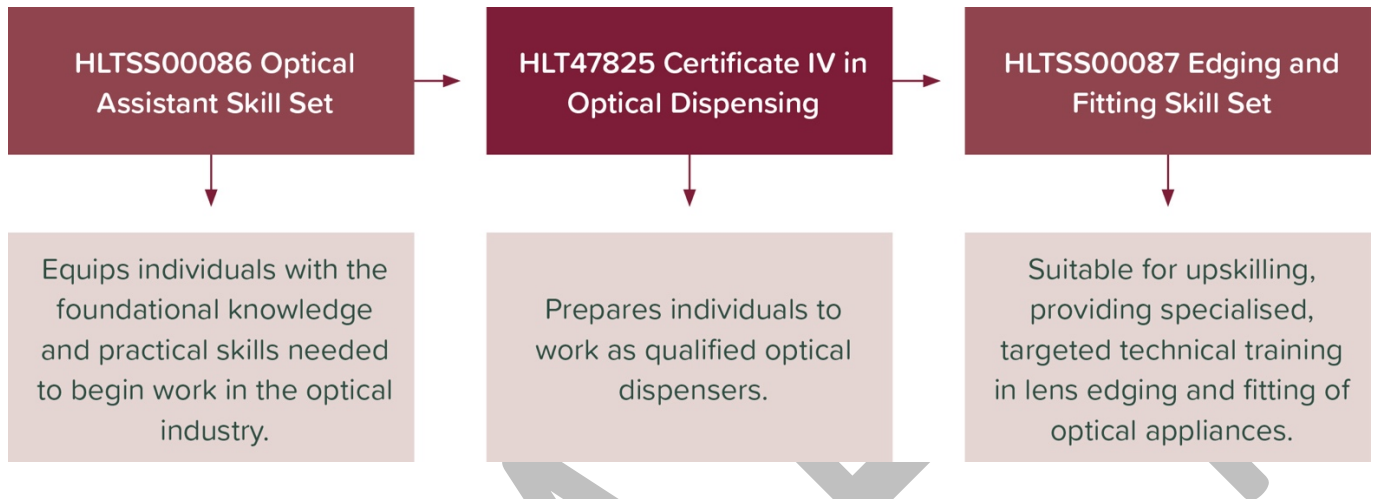 HLTSS00086 Optical
Assistant Skill Set
HLT47825 Certificate IV in
Optical Dispensing
HLTSS00087 Edging and
Fitting Skill Set
Equips individuals with the
foundational knowledge
and practical skills needed
to begin work in the optical
industry.
Prepares individuals to
work as qualified optical
dispensers.
Suitable for upskilling,
providing specialised,
targeted technical training
in lens edging and fitting of
optical appliances.